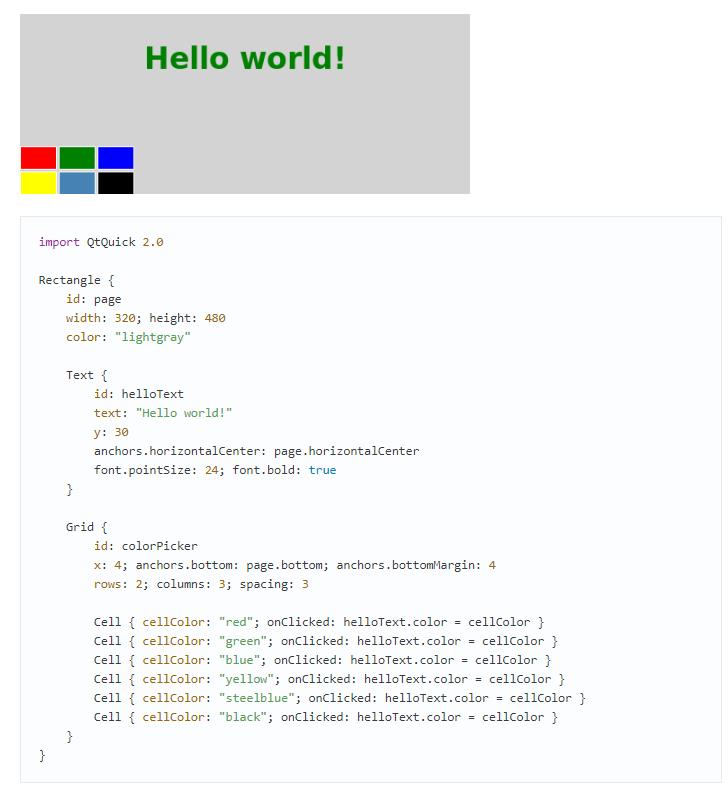 Hello world!
import QtQuick 2.0
Rectangle {
    id: page
    width: 320; height: 480
    color: "lightgray"
    Text {
        id: helloText
        text: "Hello world!"
        y: 30
        anchors.horizontalCenter: page.horizontalCenter
        font.pointSize: 24; font.bold: true
    }
    Grid {
        id: colorPicker
        x: 4; anchors.bottom: page.bottom; anchors.bottomMargin: 4
        rows: 2; columns: 3; spacing: 3
        Cell { cellColor: "red"; onClicked: helloText.color = cellColor }
        Cell { cellColor: "green"; onClicked: helloText.color = cellColor }
        Cell { cellColor: "blue"; onClicked: helloText.color = cellColor }
        Cell { cellColor: "yellow"; onClicked: helloText.color = cellColor }
        Cell { cellColor: "steelblue"; onClicked: helloText.color = cellColor }
        Cell { cellColor: "black"; onClicked: helloText.color = cellColor }
    }
}